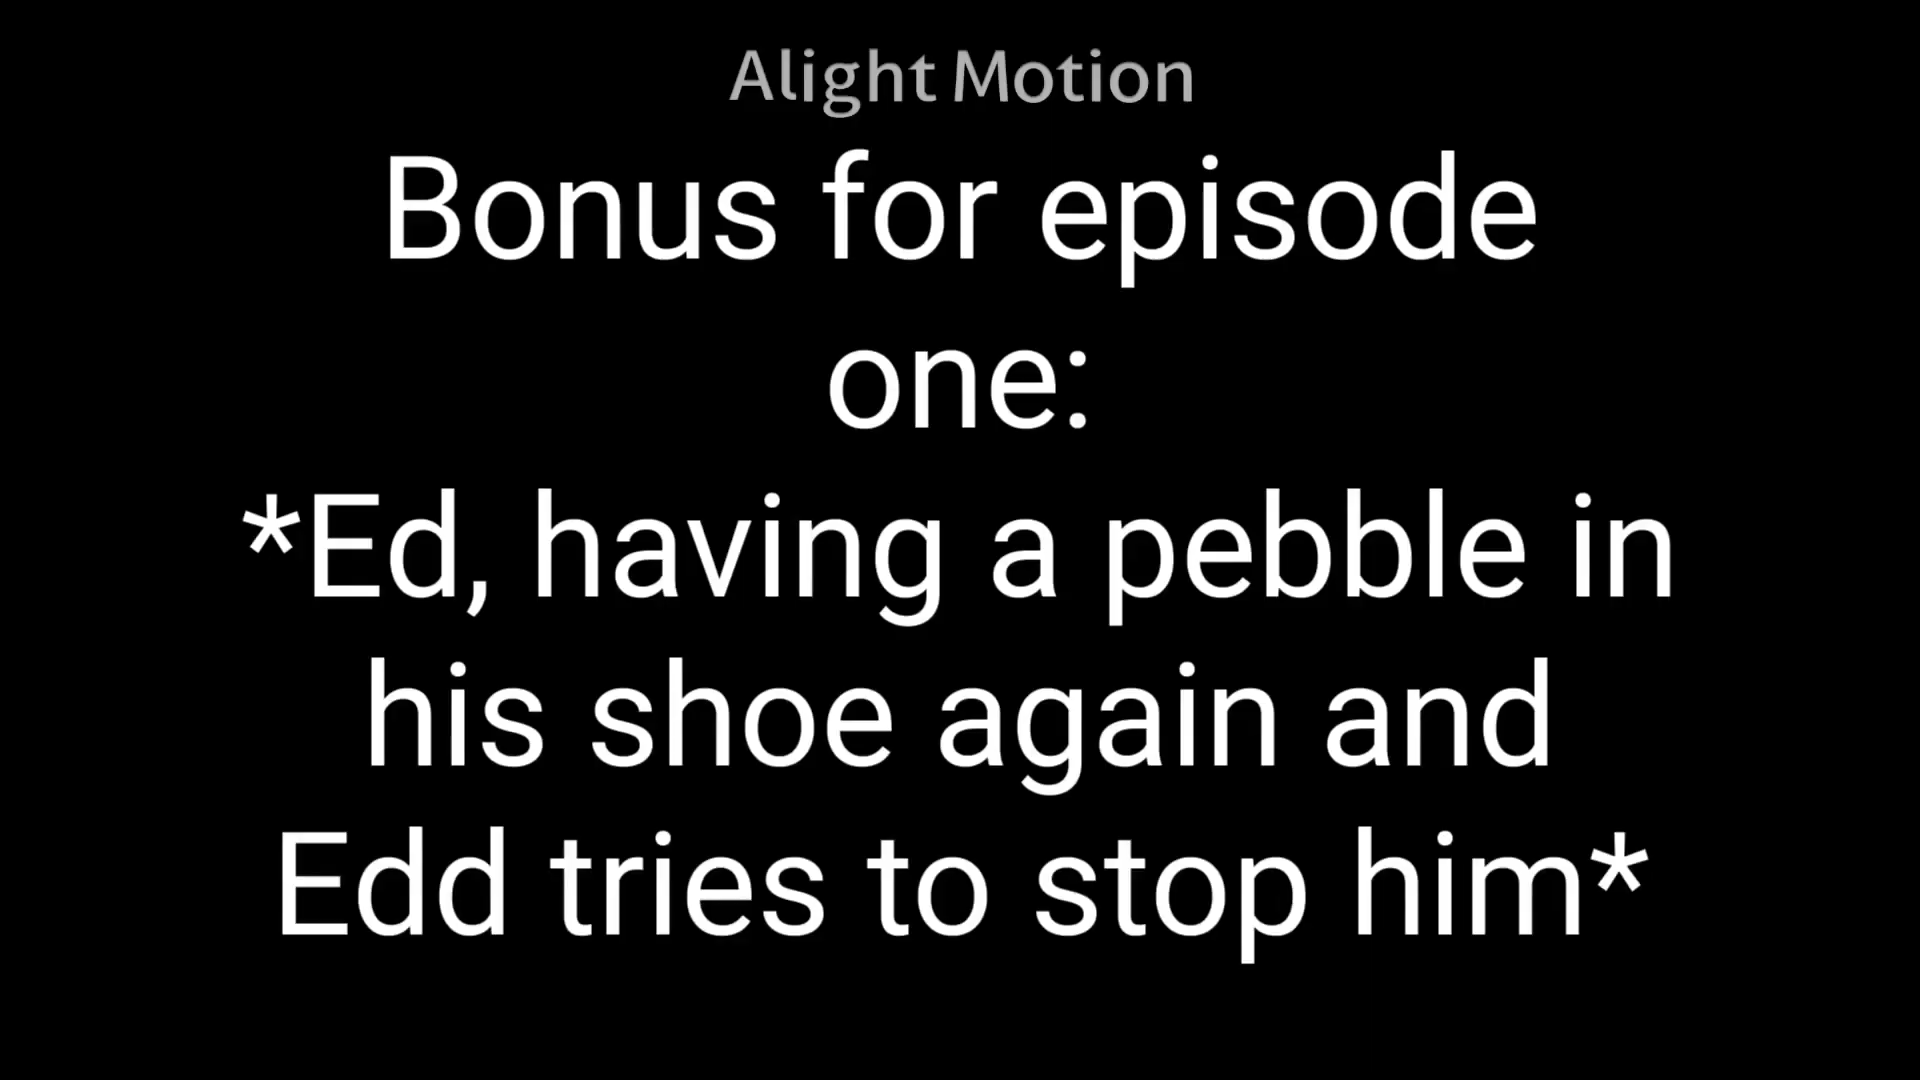 Alight Motion
Bonus for episode
one:
*Ed, having a pebble in
his shoe again and
Edd tries to stop him*